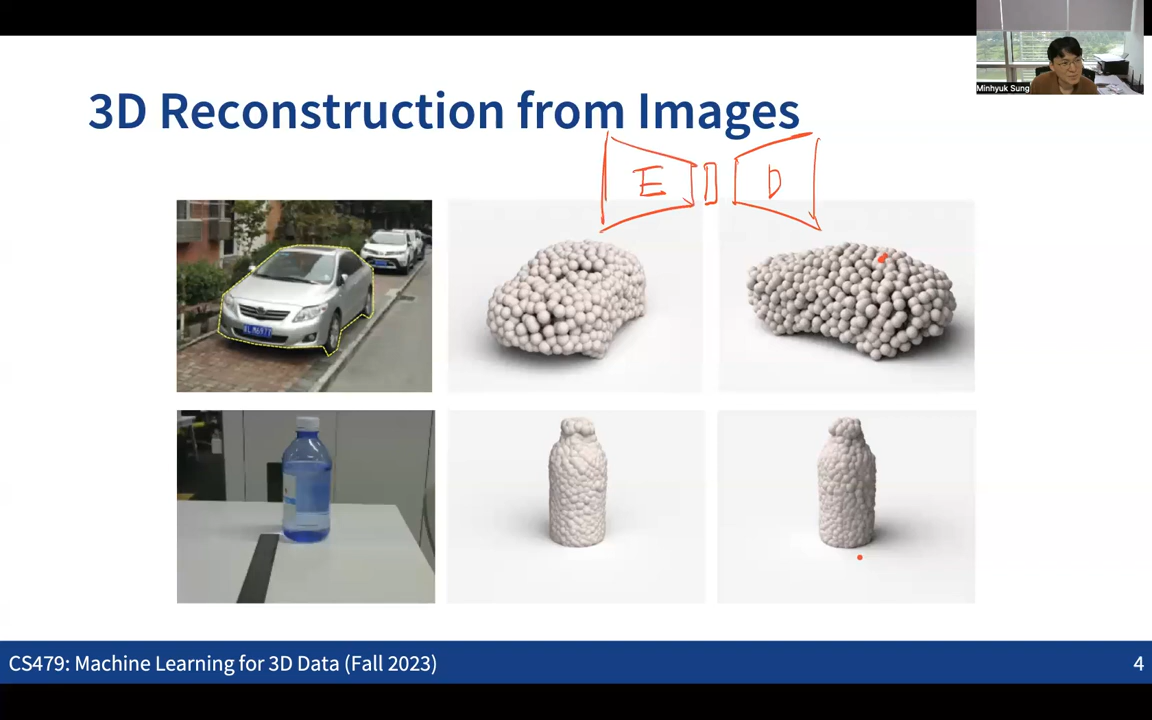 Minhyuk Sung
3D Reconstruction from Images
E D
CS479: Machine Learning for 3D Data (Fall 2023)
4